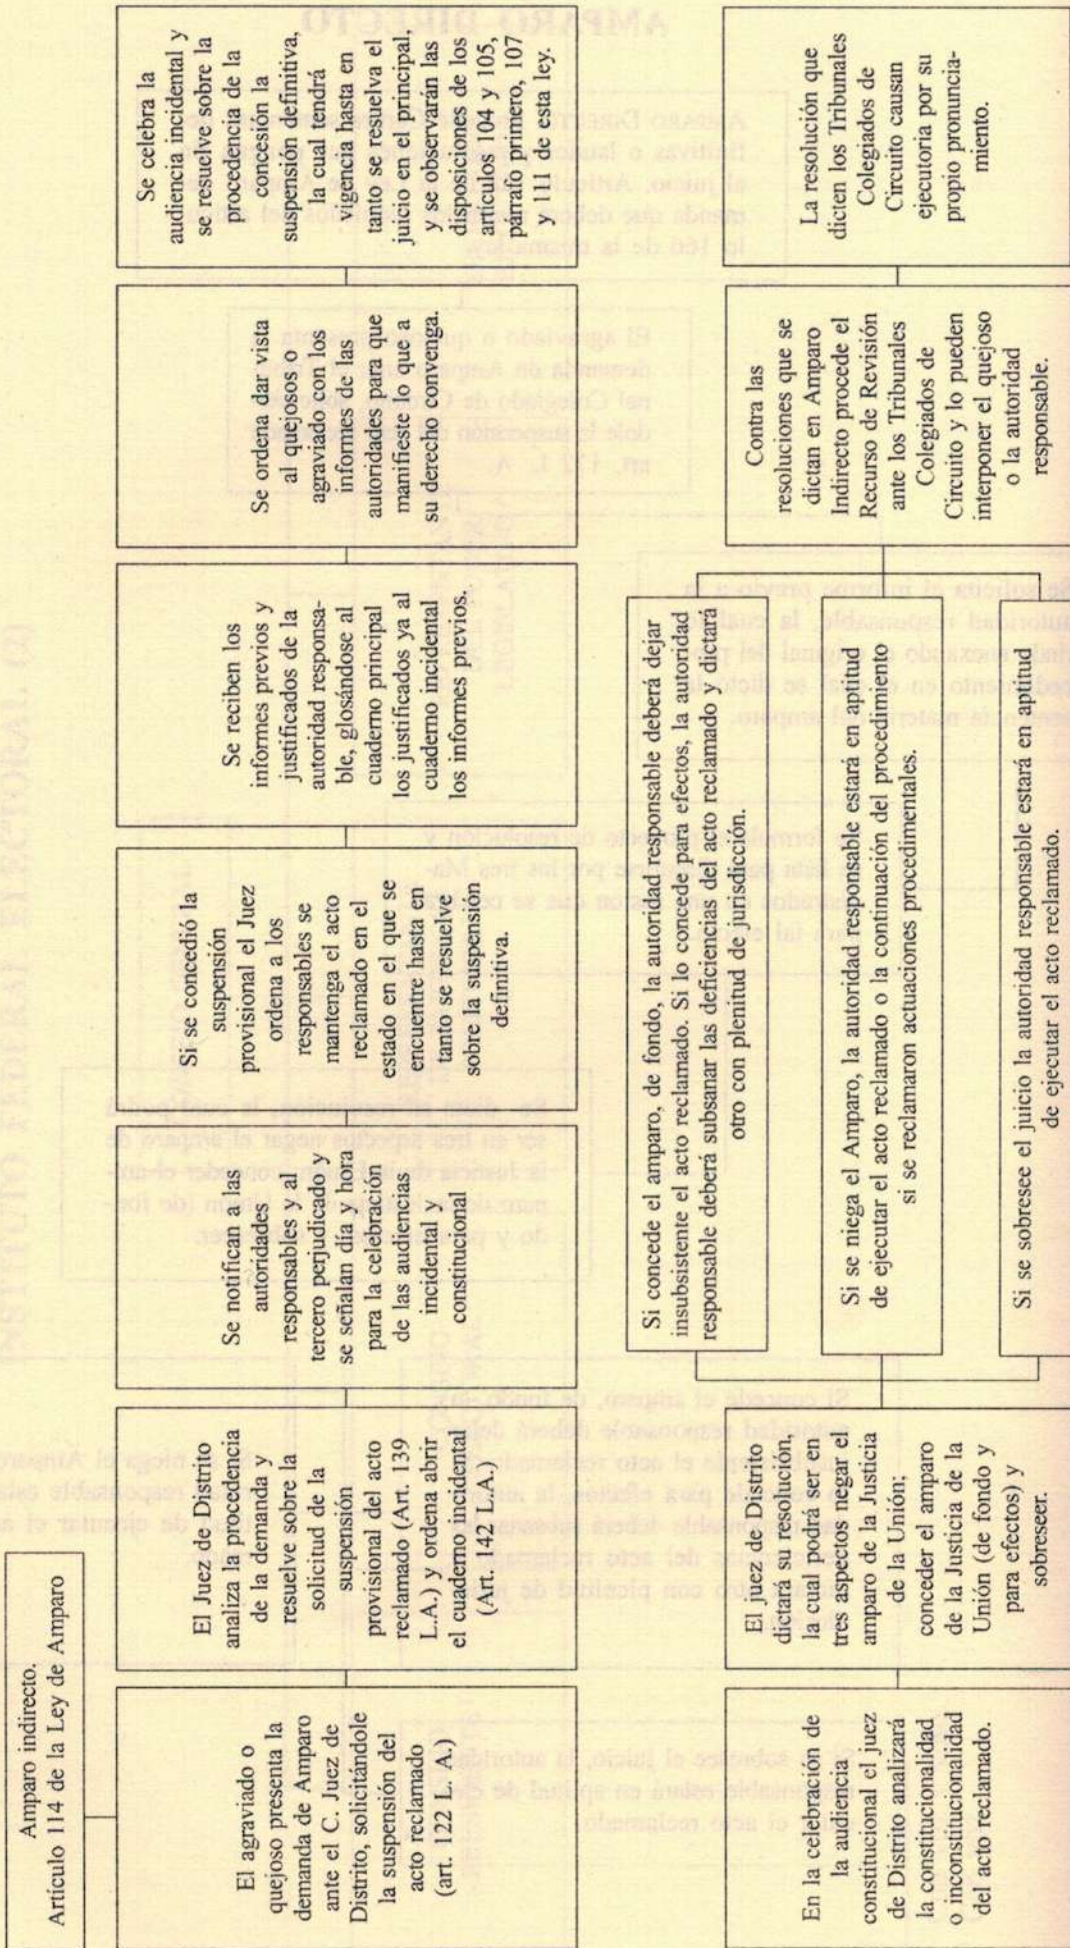 Amparo indirecto.
Artículo 114 de la Ley de Amparo
El agraviado o
quejoso presenta la
demanda de Amparo
ante el C. Juez de
Distrito, solicitándole
la suspensión del
acto reclamado
(art. 122 L. A.)
El Juez de Distrito
analiza la procedencia
de la demanda y
resuelve sobre la
solicitud de la
suspensión
provisional del acto
reclamado (Art. 139
L.A.) y ordena abrir
el cuaderno incidental
(Art. 142 L.A.)
Se notifican a las
autoridades
responsables y al
tercero perjudicado y
se señalan día y hora
para la celebración
de las audiencias
incidental y
constitucional
Si se concedió la
suspensión
provisional el Juez
ordena a los
responsables se
mantenga el acto
reclamado en el
estado en el que se
encuentre hasta en
tanto se resuelve
sobre la suspensión
definitiva.
Se reciben los
informes previos y
justificados de la
autoridad responsa-
ble, glosándose al
cuaderno principal
los justificados ya al
cuaderno incidental
los informes previos.
Se ordena dar vista
al quejosos o
agraviado con los
informes de las
autoridades para que
manifieste lo que a
su derecho convenga.
Se celebra la
audiencia incidental y
se resuelve sobre la
procedencia de la
concesión la
suspensión definitiva,
la cual tendrá
vigencia hasta en
tanto se resuelva el
juicio en el principal,
y se observarán las
disposiciones de los
artículos 104 y 105,
párrafo primero, 107
y 111 de esta ley.
En la celebración de
la audiencia
constitucional el juez
de Distrito analizará
la constitucionalidad
o inconstitucionalidad
del acto reclamado.
El juez de Distrito
dictará su resolución,
la cual podrá ser en
tres aspectos negar el
amparo de la Justicia
de la Unión;
conceder el amparo
de la Justicia de la
Unión (de fondo y
para efectos) y
sobreseer.
Si concede el amparo, de fondo, la autoridad responsable deberá dejar
insubsistente el acto reclamado. Si lo concede para efectos, la autoridad
responsable deberá subsanar las deficiencias del acto reclamado y dictará
otro con plenitud de jurisdicción.
Si se niega el Amparo, la autoridad responsable estará en aptitud
de ejecutar el acto reclamado o la continuación del procedimiento
si se reclamaron actuaciones procedimentales.
Si se sobresee el juicio la autoridad responsable estará en aptitud
de ejecutar el acto reclamado.
Contra las
resoluciones que se
dictan en Amparo
Indirecto procede el
Recurso de Revisión
ante los Tribunales
Colegiados de
Circuito y lo pueden
interponer el quejoso
o la autoridad
responsable.
La resolución que
dicten los Tribunales
Colegiados de
Circuito causan
ejecutoria por su
propio pronuncia-
miento.